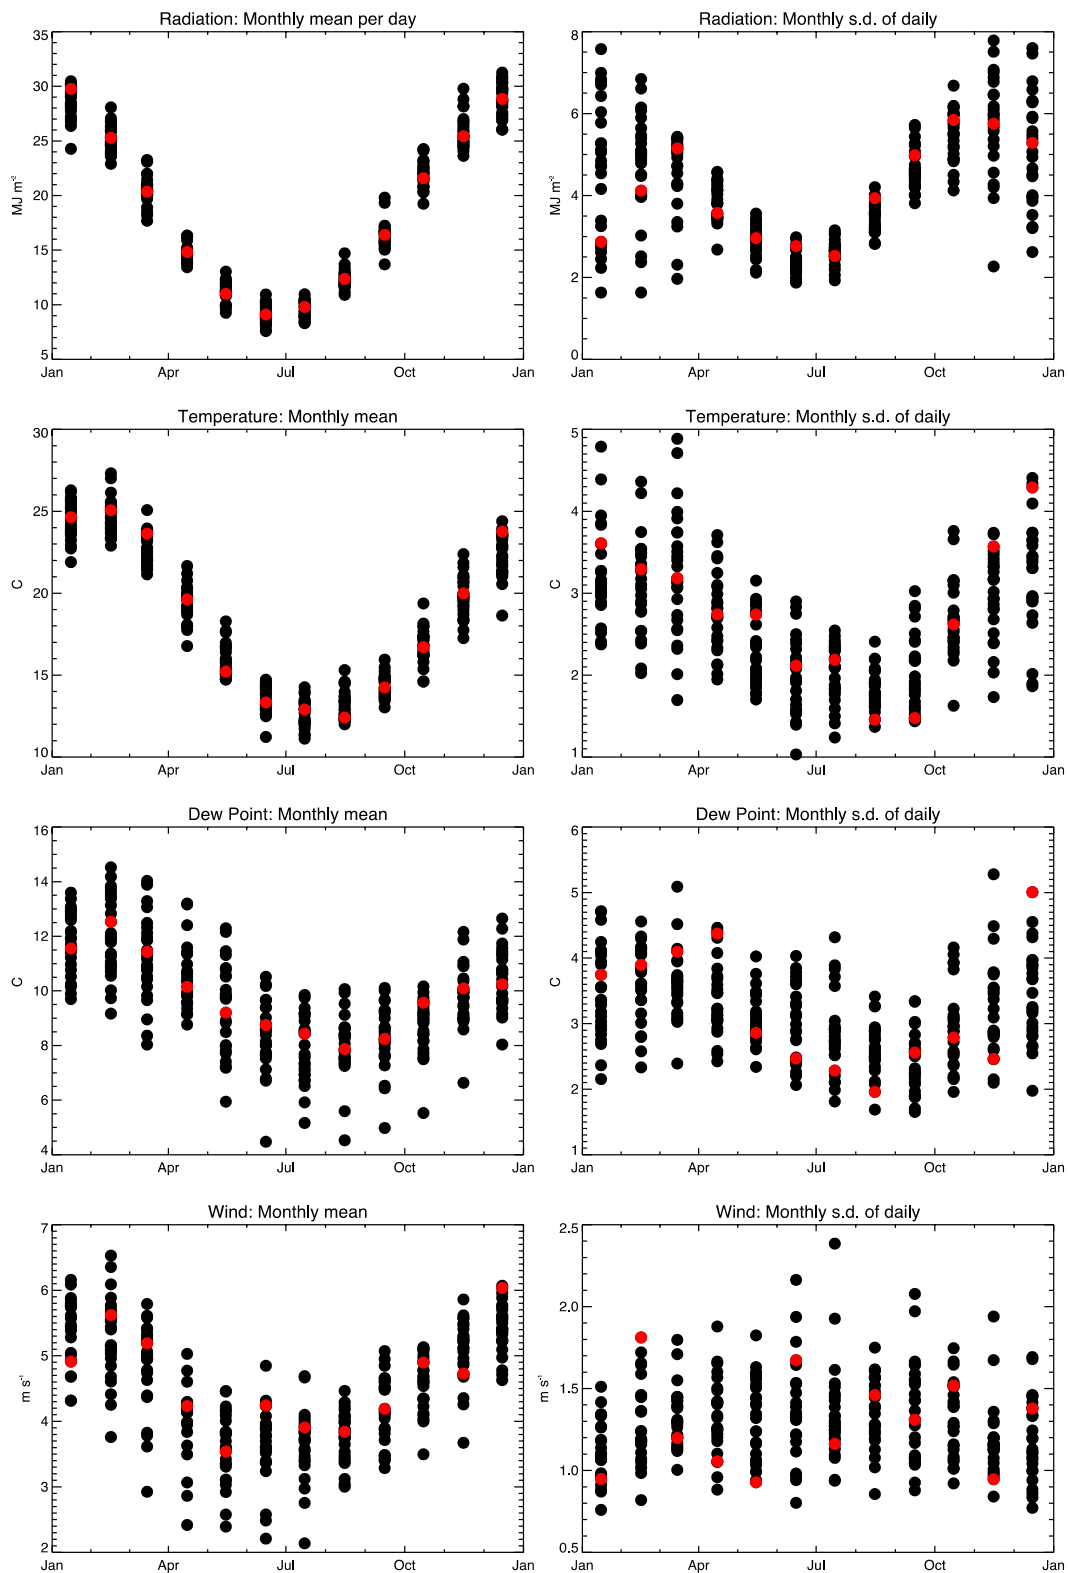 Radiation: Monthly mean per day
35
30
25
20
15
10
5
MJ m-2
Jan Apr Jul Oct Jan
Radiation: Monthly s.d. of daily
8
6
4
2
0
MJ m-2
Jan Apr Jul Oct Jan
Temperature: Monthly mean
30
25
20
15
10
C
Jan Apr Jul Oct Jan
Temperature: Monthly s.d. of daily
5
4
3
2
1
C
Jan Apr Jul Oct Jan
Dew Point: Monthly mean
16
14
12
10
8
6
4
C
Jan Apr Jul Oct Jan
Dew Point: Monthly s.d. of daily
6
5
4
3
2
1
C
Jan Apr Jul Oct Jan
Wind: Monthly mean
7
6
5
4
3
2
m s-1
Jan Apr Jul Oct Jan
Wind: Monthly s.d. of daily
2.5
2.0
1.5
1.0
0.5
m s-1
Jan Apr Jul Oct Jan